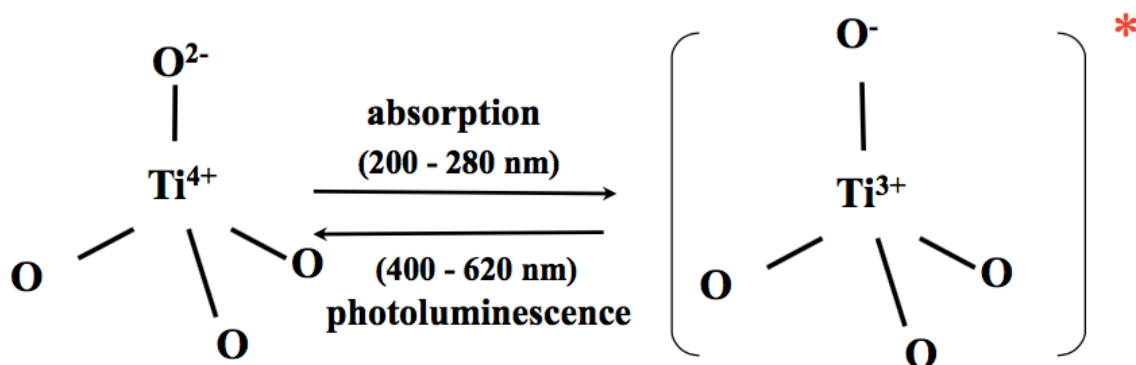 O²⁻
Ti⁴⁺
O
O
O
absorption
(200 - 280 nm)
(400 - 620 nm)
photoluminescence
O⁻
Ti³⁺
O
O
O
*